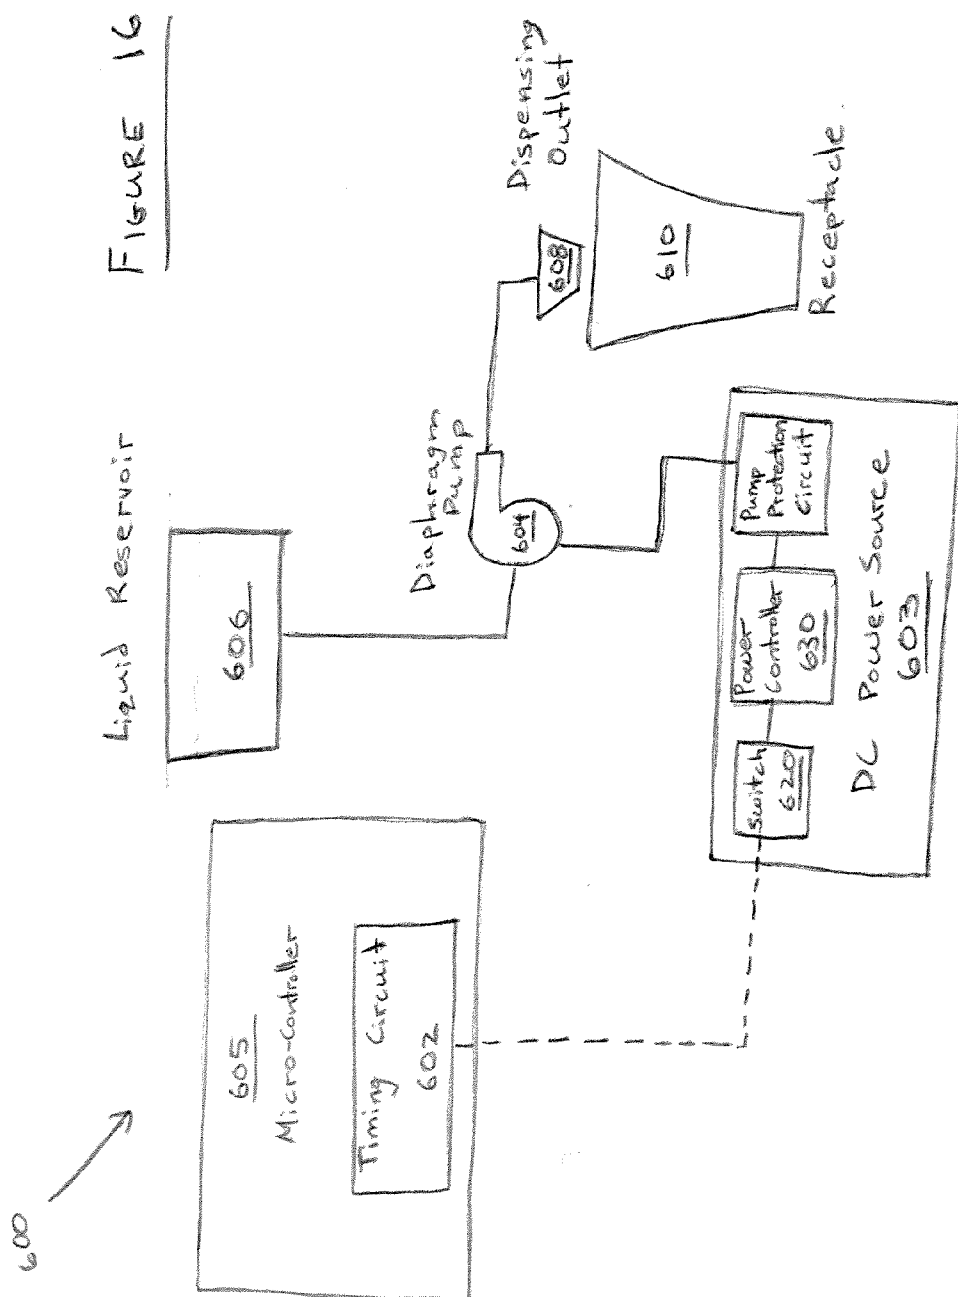 FIGURE 16
600
605
Micro-Controller
Timing Circuit
602
Liquid Reservoir
606
Diaphragm
Pump
604
Dispensing
Outlet
608
610
Receptacle
Switch
620
Power
Controller
630
Pump
Protection
Circuit
DC Power Source
603